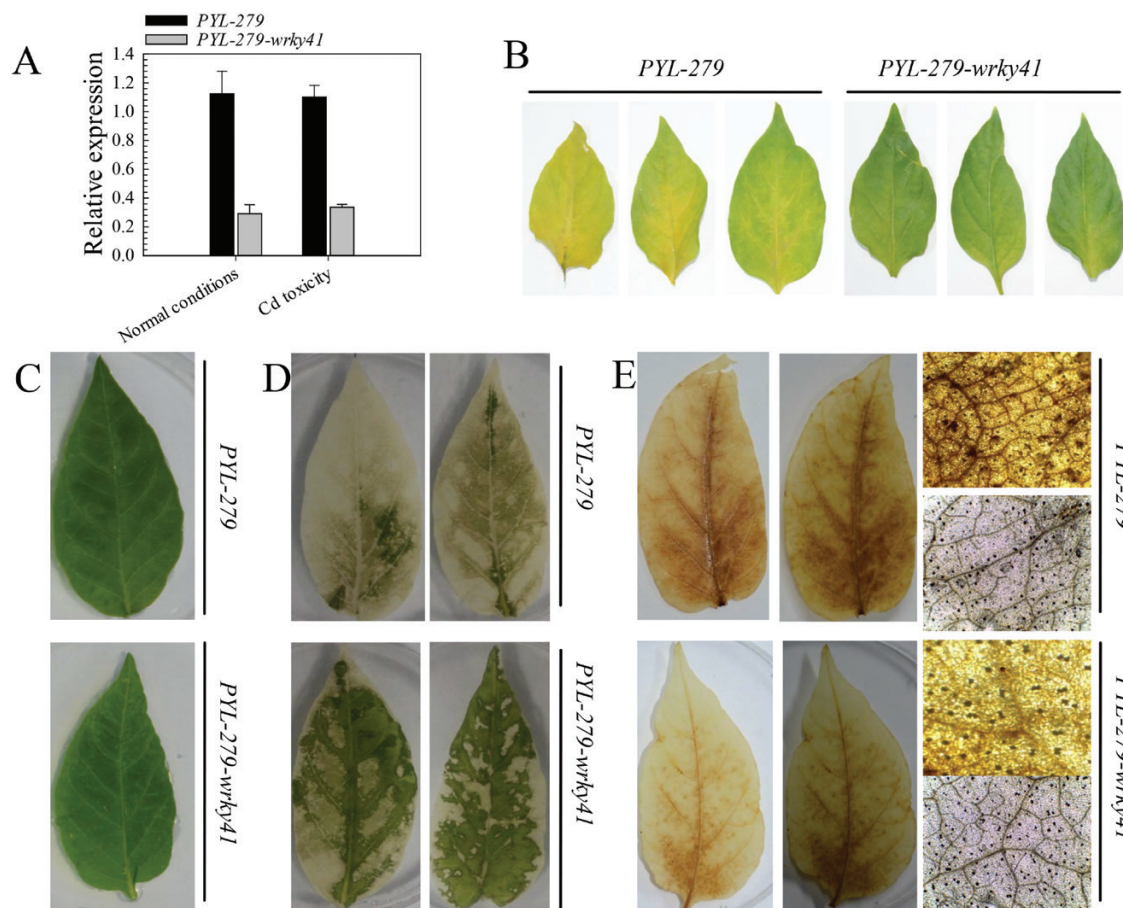 A
PYL-279
PYL-279-wrky41
Relative expression
1.4
1.2
1.0
0.8
0.6
0.4
0.2
0.0
Normal conditions
Cd toxicity
B
PYL-279
PYL-279-wrky41
C
PYL-279
PYL-279-wrky41
D
PYL-279
PYL-279-wrky41
E